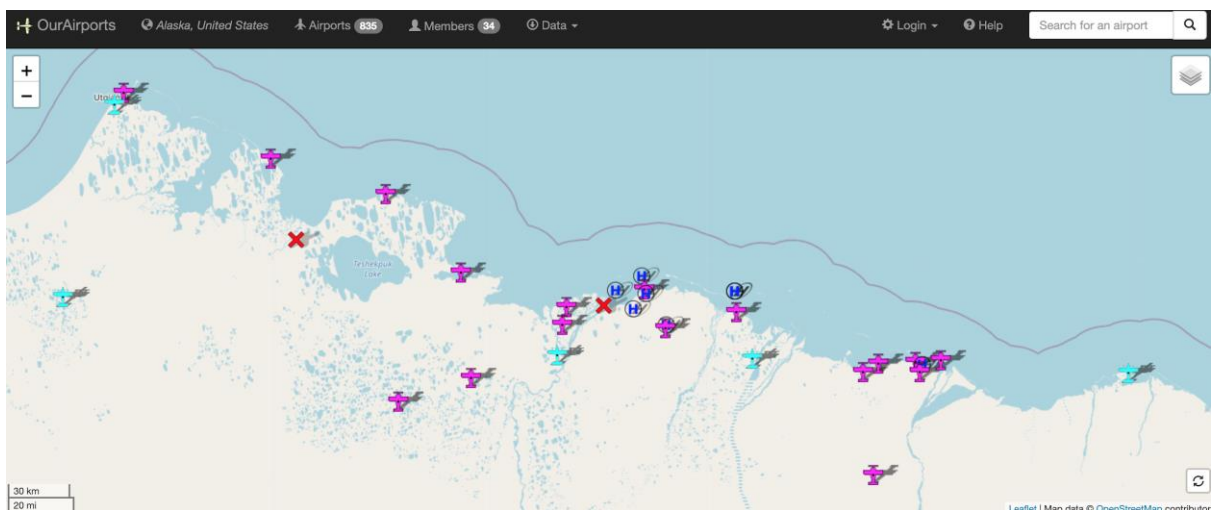 OurAirports
Alaska, United States
Airports 835
Members 34
Data
Login
Help
Search for an airport
+
−
Teshekpuk
Lake
H
H
H
H
H
30 km
20 mi
Leaflet | Map data © OpenStreetMap contributor